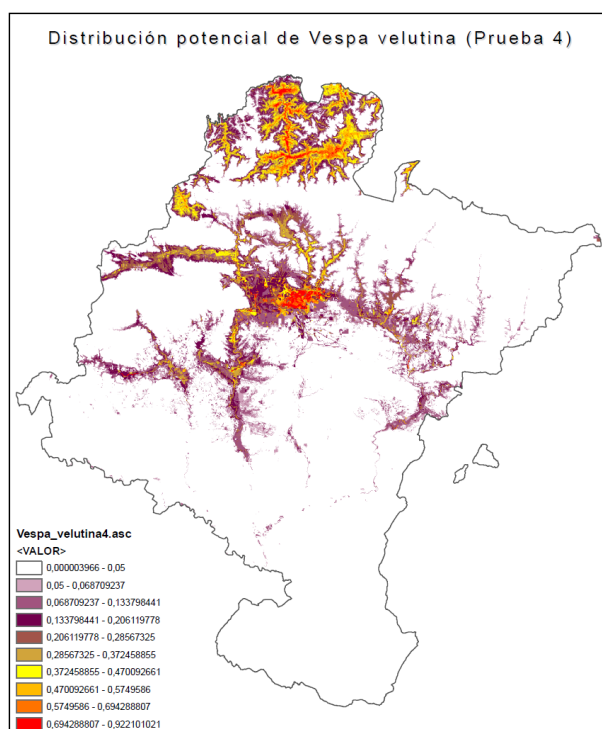 Distribución potencial de Vespa velutina (Prueba 4)
Vespa_velutina4.asc
<VALOR>
0,000003966 - 0,05
0,05 - 0,068709237
0,068709237 - 0,133798441
0,133798441 - 0,206119778
0,206119778 - 0,28567325
0,28567325 - 0,372458855
0,372458855 - 0,470092661
0,470092661 - 0,5749586
0,5749586 - 0,694288807
0,694288807 - 0,922101021